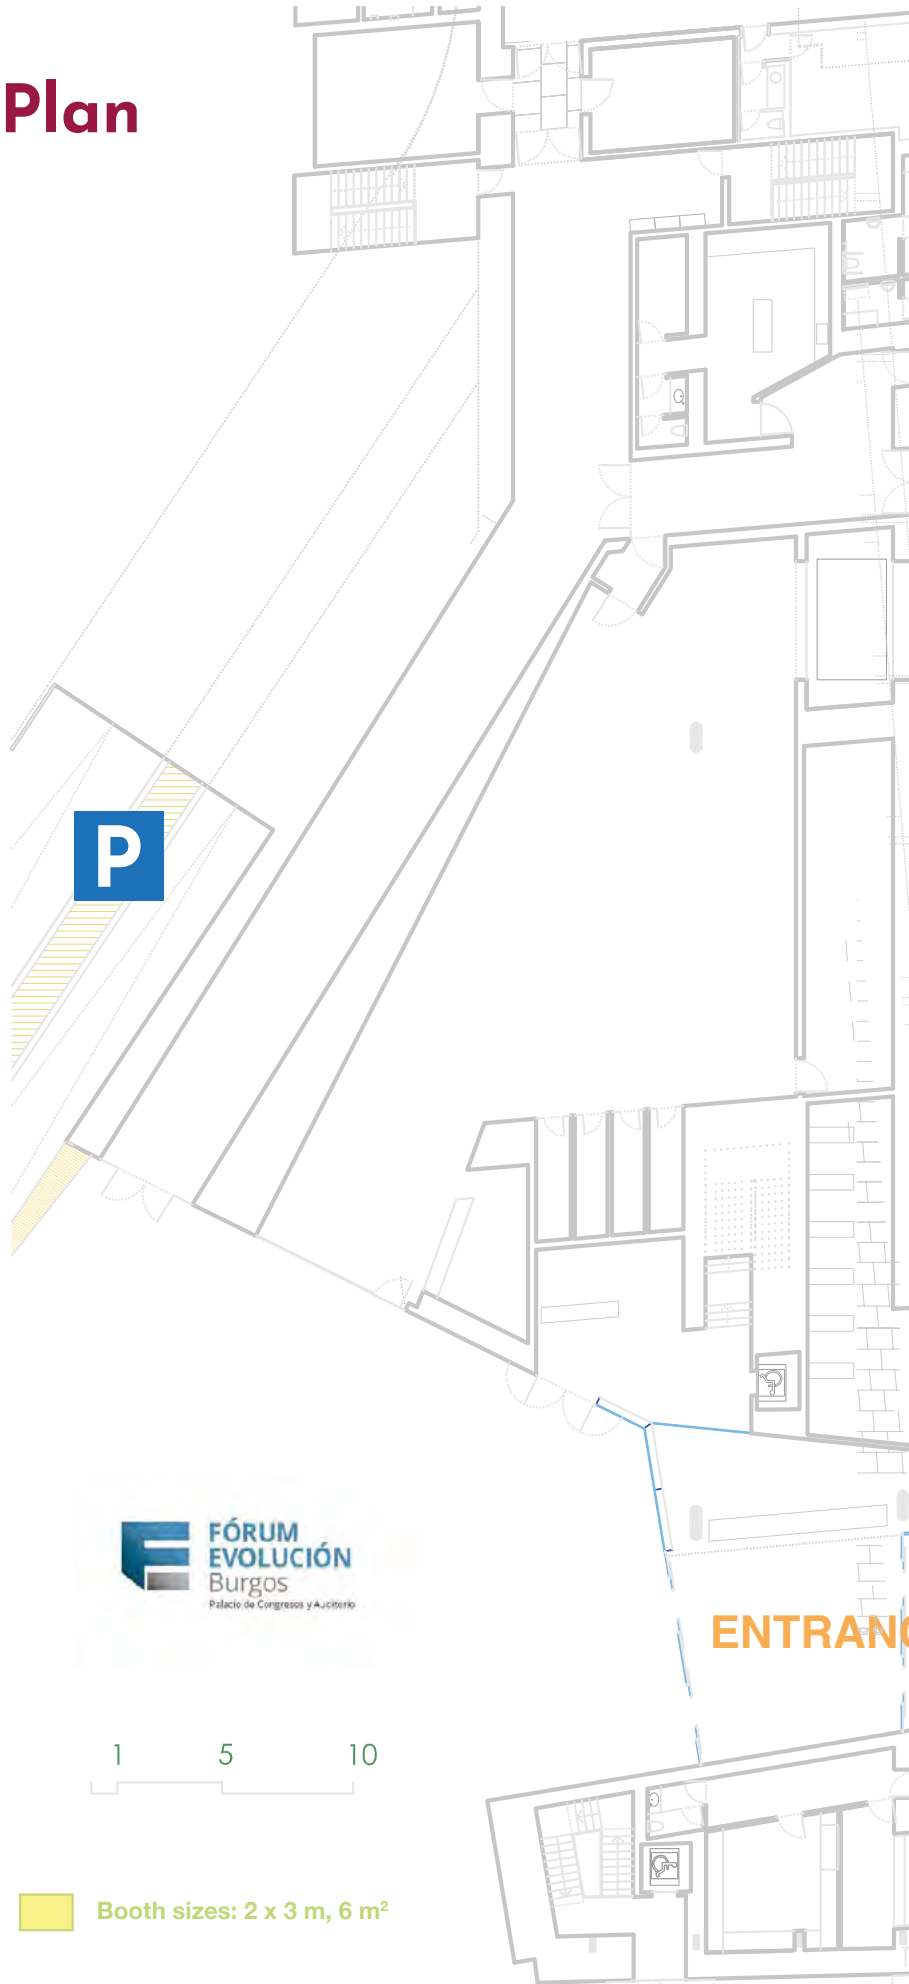 Plan
P
FÓRUM
EVOLUCIÓN
Burgos
Palacio de Congresos y Auditorio
ENTRANC
1 5 10
Booth sizes: 2 x 3 m, 6 m²